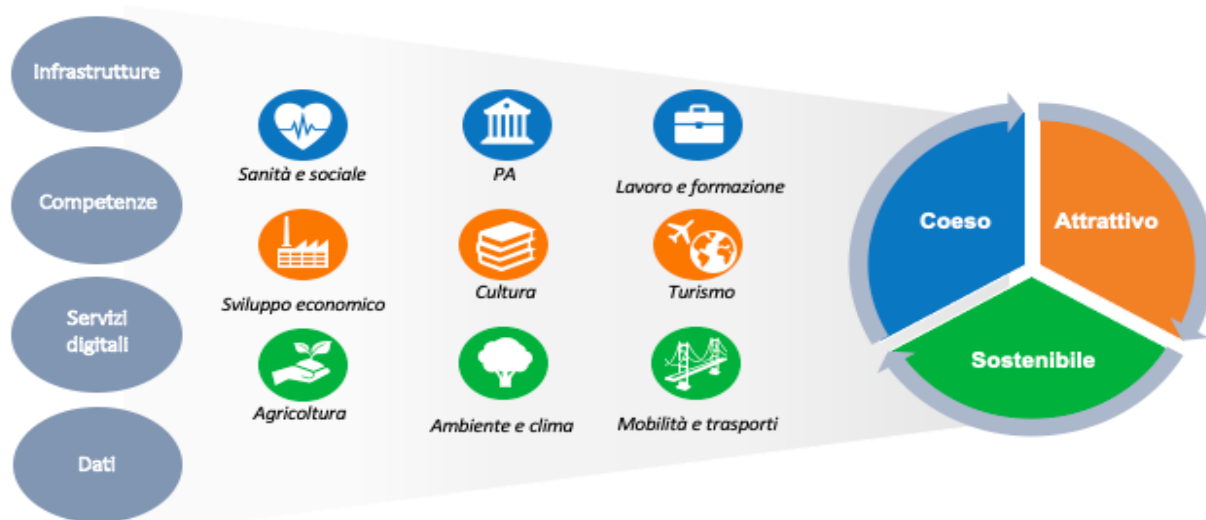 Infrastrutture
Competenze
Servizi
digitali
Dati
Sanità e sociale
PA
Lavoro e formazione
Sviluppo economico
Cultura
Turismo
Agricoltura
Ambiente e clima
Mobilità e trasporti
Coeso
Attrattivo
Sostenibile